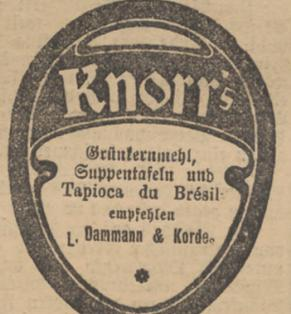 Knorr's
Grünkernmehl,
Suppentafeln und
Tapioca du Brésil
empfehlen
L. Dammann & Korde.